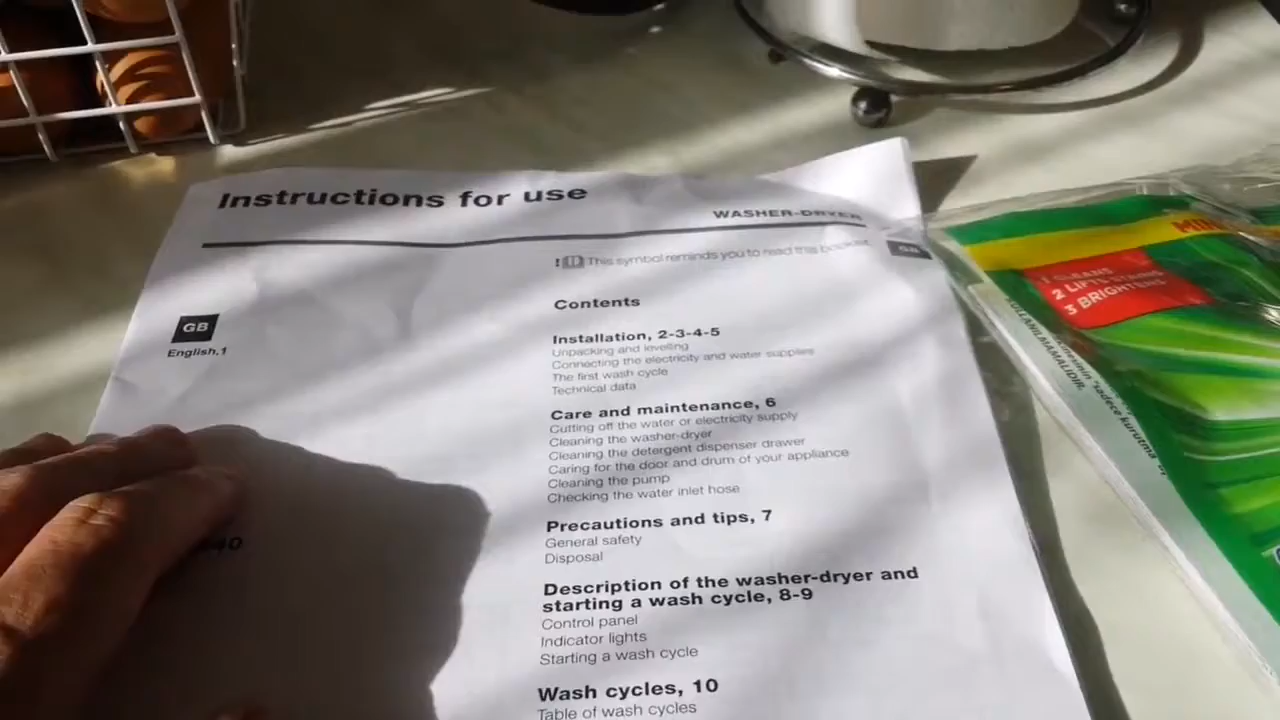 Instructions for use
WASHER-DRYER
This symbol reminds you to read this booklet
GB
GB
English,1
Contents
Installation, 2-3-4-5
Unpacking and levelling
Connecting the electricity and water supplies
The first wash cycle
Technical data
Care and maintenance, 6
Cutting off the water or electricity supply
Cleaning the washer-dryer
Cleaning the detergent dispenser drawer
Caring for the door and drum of your appliance
Cleaning the pump
Checking the water inlet hose
Precautions and tips, 7
General safety
Disposal
Description of the washer-dryer and
starting a wash cycle, 8-9
Control panel
Indicator lights
Starting a wash cycle
Wash cycles, 10
Table of wash cycles
40
1 CLEANS
2 LIFTS STAINS
3 BRIGHTENS
KULLANILMAMALIDIR.
"sadece kurutma"